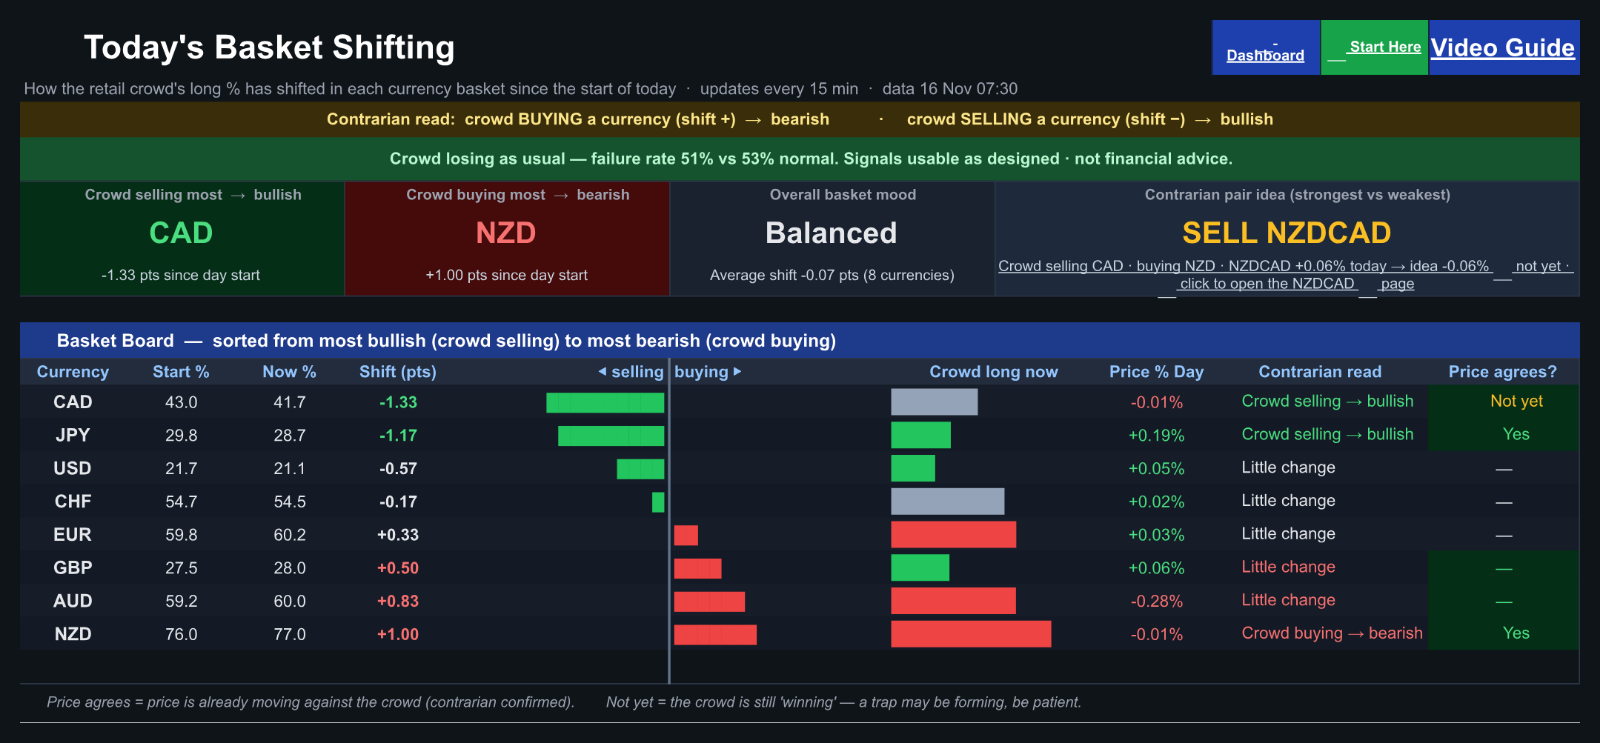 Today's Basket Shifting
Dashboard
Start Here
Video Guide
How the retail crowd's long % has shifted in each currency basket since the start of today · updates every 15 min · data 16 Nov 07:30
Contrarian read: crowd BUYING a currency (shift +) → bearish · crowd SELLING a currency (shift −) → bullish
Crowd losing as usual — failure rate 51% vs 53% normal. Signals usable as designed · not financial advice.
Crowd selling most → bullish
CAD
-1.33 pts since day start
Crowd buying most → bearish
NZD
+1.00 pts since day start
Overall basket mood
Balanced
Average shift -0.07 pts (8 currencies)
Contrarian pair idea (strongest vs weakest)
SELL NZDCAD
Crowd selling CAD · buying NZD · NZDCAD +0.06% today → idea -0.06% not yet ·
click to open the NZDCAD page
Basket Board — sorted from most bullish (crowd selling) to most bearish (crowd buying)
Currency Start % Now % Shift (pts) ◄ selling buying ► Crowd long now Price % Day Contrarian read Price agrees?
CAD 43.0 41.7 -1.33 -0.01% Crowd selling → bullish Not yet
JPY 29.8 28.7 -1.17 +0.19% Crowd selling → bullish Yes
USD 21.7 21.1 -0.57 +0.05% Little change —
CHF 54.7 54.5 -0.17 +0.02% Little change —
EUR 59.8 60.2 +0.33 +0.03% Little change —
GBP 27.5 28.0 +0.50 +0.06% Little change —
AUD 59.2 60.0 +0.83 -0.28% Little change —
NZD 76.0 77.0 +1.00 -0.01% Crowd buying → bearish Yes
Price agrees = price is already moving against the crowd (contrarian confirmed). Not yet = the crowd is still 'winning' — a trap may be forming, be patient.